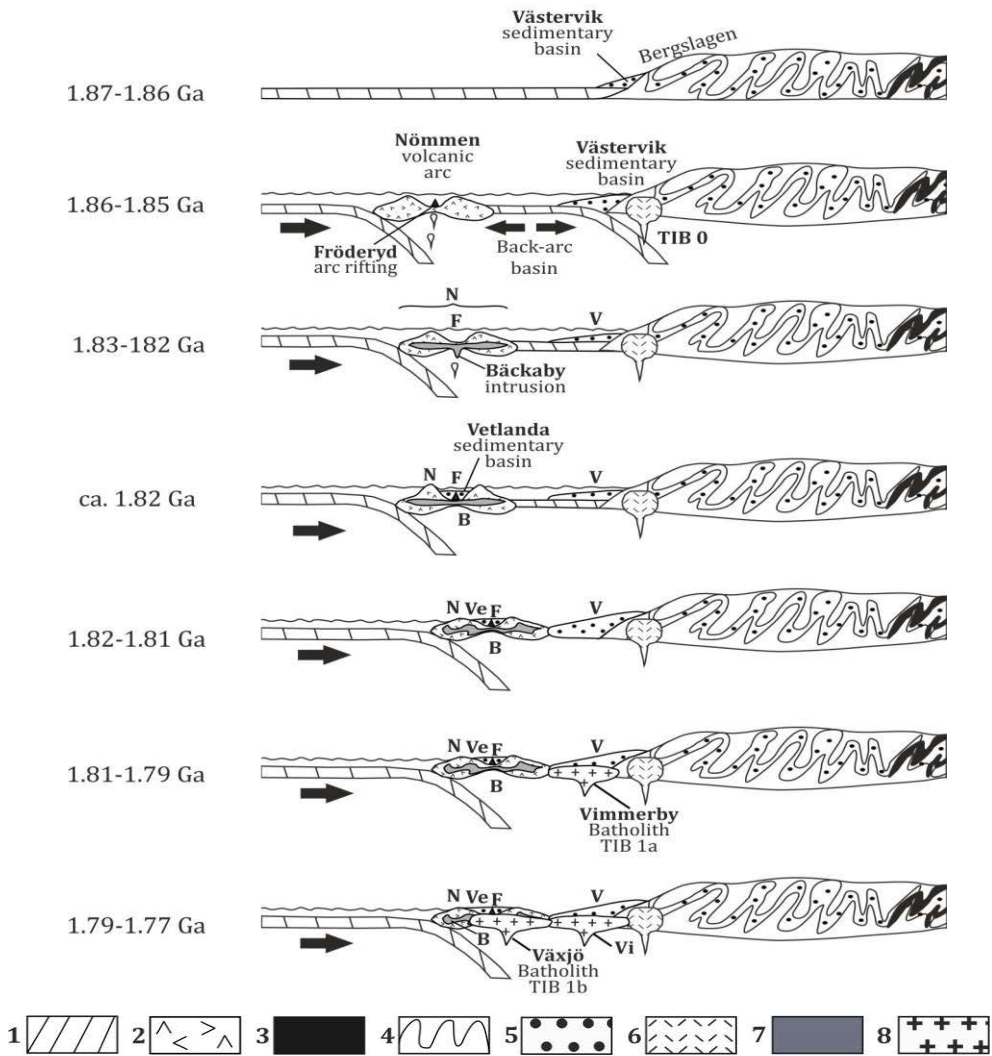 Västervik
sedimentary
basin
Bergslagen
1.87-1.86 Ga
Nömmen
volcanic
arc
Västervik
sedimentary
basin
1.86-1.85 Ga
Fröderyd
arc rifting
Back-arc
basin
TIB 0
N
F
V
1.83-182 Ga
Bäckaby
intrusion
Vetlanda
sedimentary
basin
N
F
V
ca. 1.82 Ga
B
N Ve F
V
1.82-1.81 Ga
B
N Ve F
V
1.81-1.79 Ga
B
Vimmerby
Batholith
TIB 1a
N Ve F
V
1.79-1.77 Ga
B
Växjö
Batholith
TIB 1b
Vi
1 2 3 4 5 6 7 8